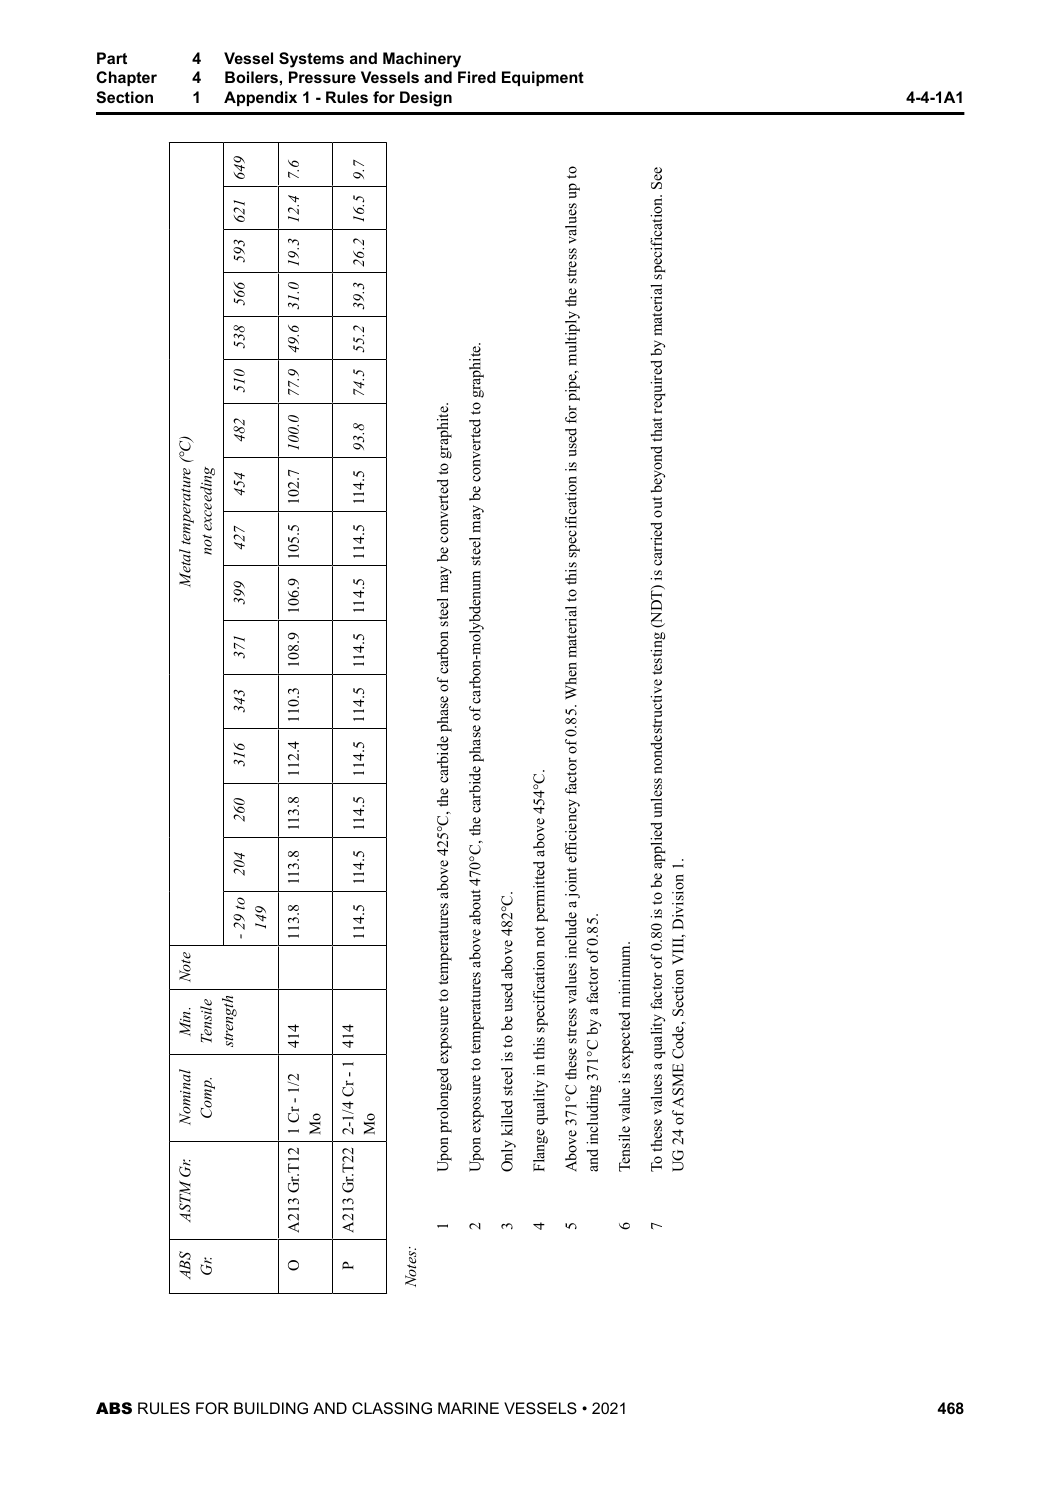 Part 4 Vessel Systems and Machinery
Chapter 4 Boilers, Pressure Vessels and Fired Equipment
Section 1 Appendix 1 - Rules for Design 4-4-1A1
ABS Gr. ASTM Gr. Nominal Comp. Min. Tensile strength Note Metal temperature (°C) not exceeding
- 29 to 149 204 260 316 343 371 399 427 454 482 510 538 566 593 621 649
O A213 Gr.T12 1 Cr - 1/2 Mo 414 113.8 113.8 113.8 112.4 110.3 108.9 106.9 105.5 102.7 100.0 77.9 49.6 31.0 19.3 12.4 7.6
P A213 Gr.T22 2-1/4 Cr - 1 Mo 414 114.5 114.5 114.5 114.5 114.5 114.5 114.5 114.5 114.5 93.8 74.5 55.2 39.3 26.2 16.5 9.7
Notes:
1 Upon prolonged exposure to temperatures above 425°C, the carbide phase of carbon steel may be converted to graphite.
2 Upon exposure to temperatures above about 470°C, the carbide phase of carbon-molybdenum steel may be converted to graphite.
3 Only killed steel is to be used above 482°C.
4 Flange quality in this specification not permitted above 454°C.
5 Above 371°C these stress values include a joint efficiency factor of 0.85. When material to this specification is used for pipe, multiply the stress values up to
and including 371°C by a factor of 0.85.
6 Tensile value is expected minimum.
7 To these values a quality factor of 0.80 is to be applied unless nondestructive testing (NDT) is carried out beyond that required by material specification. See
UG 24 of ASME Code, Section VIII, Division 1.
ABS RULES FOR BUILDING AND CLASSING MARINE VESSELS • 2021 468